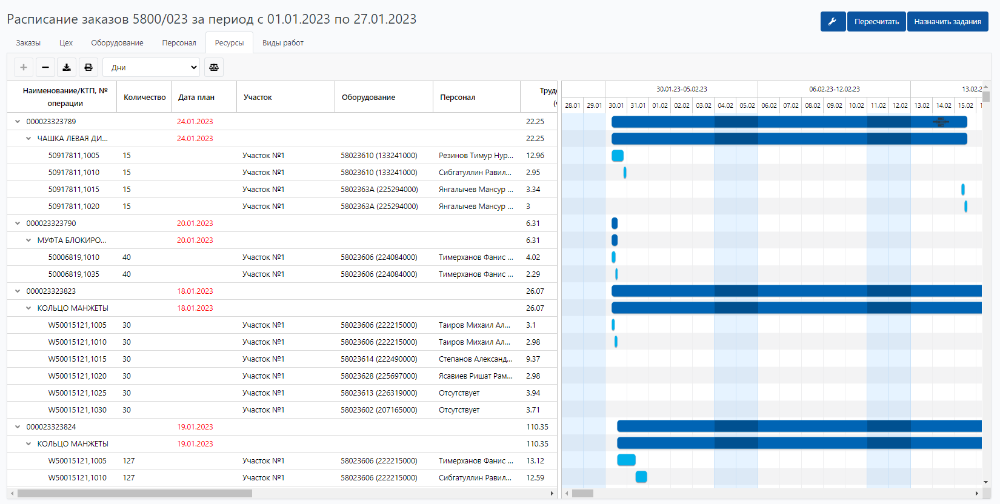 Расписание заказов 5800/023 за период с 01.01.2023 по 27.01.2023
Пересчитать
Назначить задания
Заказы Цех Оборудование Персонал Ресурсы Виды работ
Дни
Наименование/КТП, № операции Количество Дата план Участок Оборудование Персонал
30.01.23-05.02.23 06.02.23-12.02.23
28.01 29.01 30.01 31.01 01.02 02.02 03.02 04.02 05.02 06.02 07.02 08.02 09.02 10.02 11.02 12.02 13.02 14.02 15.02
000023323789 24.01.2023 22.25
ЧАШКА ЛЕВАЯ ДИ... 24.01.2023 22.25
50917811,1005 15 Участок №1 58023610 (133241000) Резинов Тимур Нур... 12.96
50917811,1010 15 Участок №1 58023610 (133241000) Сибгатуллин Равил... 2.95
50917811,1015 15 Участок №1 5802363А (225294000) Янгалычев Мансур ... 3.34
50917811,1020 15 Участок №1 5802363А (225294000) Янгалычев Мансур ... 3
000023323790 20.01.2023 6.31
МУФТА БЛОКИРО... 20.01.2023 6.31
50006819,1010 40 Участок №1 58023606 (224084000) Тимерханов Фанис ... 4.02
50006819,1035 40 Участок №1 58023606 (224084000) Тимерханов Фанис ... 2.29
000023323823 18.01.2023 26.07
КОЛЬЦО МАНЖЕТЫ 18.01.2023 26.07
W50015121,1005 30 Участок №1 58023606 (222215000) Таиров Михаил Ал... 3.1
W50015121,1010 30 Участок №1 58023606 (222215000) Таиров Михаил Ал... 2.98
W50015121,1015 30 Участок №1 58023614 (222490000) Степанов Александ... 9.37
W50015121,1020 30 Участок №1 58023628 (225697000) Ясавиев Ришат Рам... 2.98
W50015121,1025 30 Участок №1 58023613 (226319000) Отсутствует 3.94
W50015121,1030 30 Участок №1 58023602 (207165000) Отсутствует 3.71
000023323824 19.01.2023 110.35
КОЛЬЦО МАНЖЕТЫ 19.01.2023 110.35
W50015121,1005 127 Участок №1 58023606 (222215000) Тимерханов Фанис ... 13.12
W50015121,1010 127 Участок №1 58023606 (222215000) Сибгатуллин Равил... 12.59